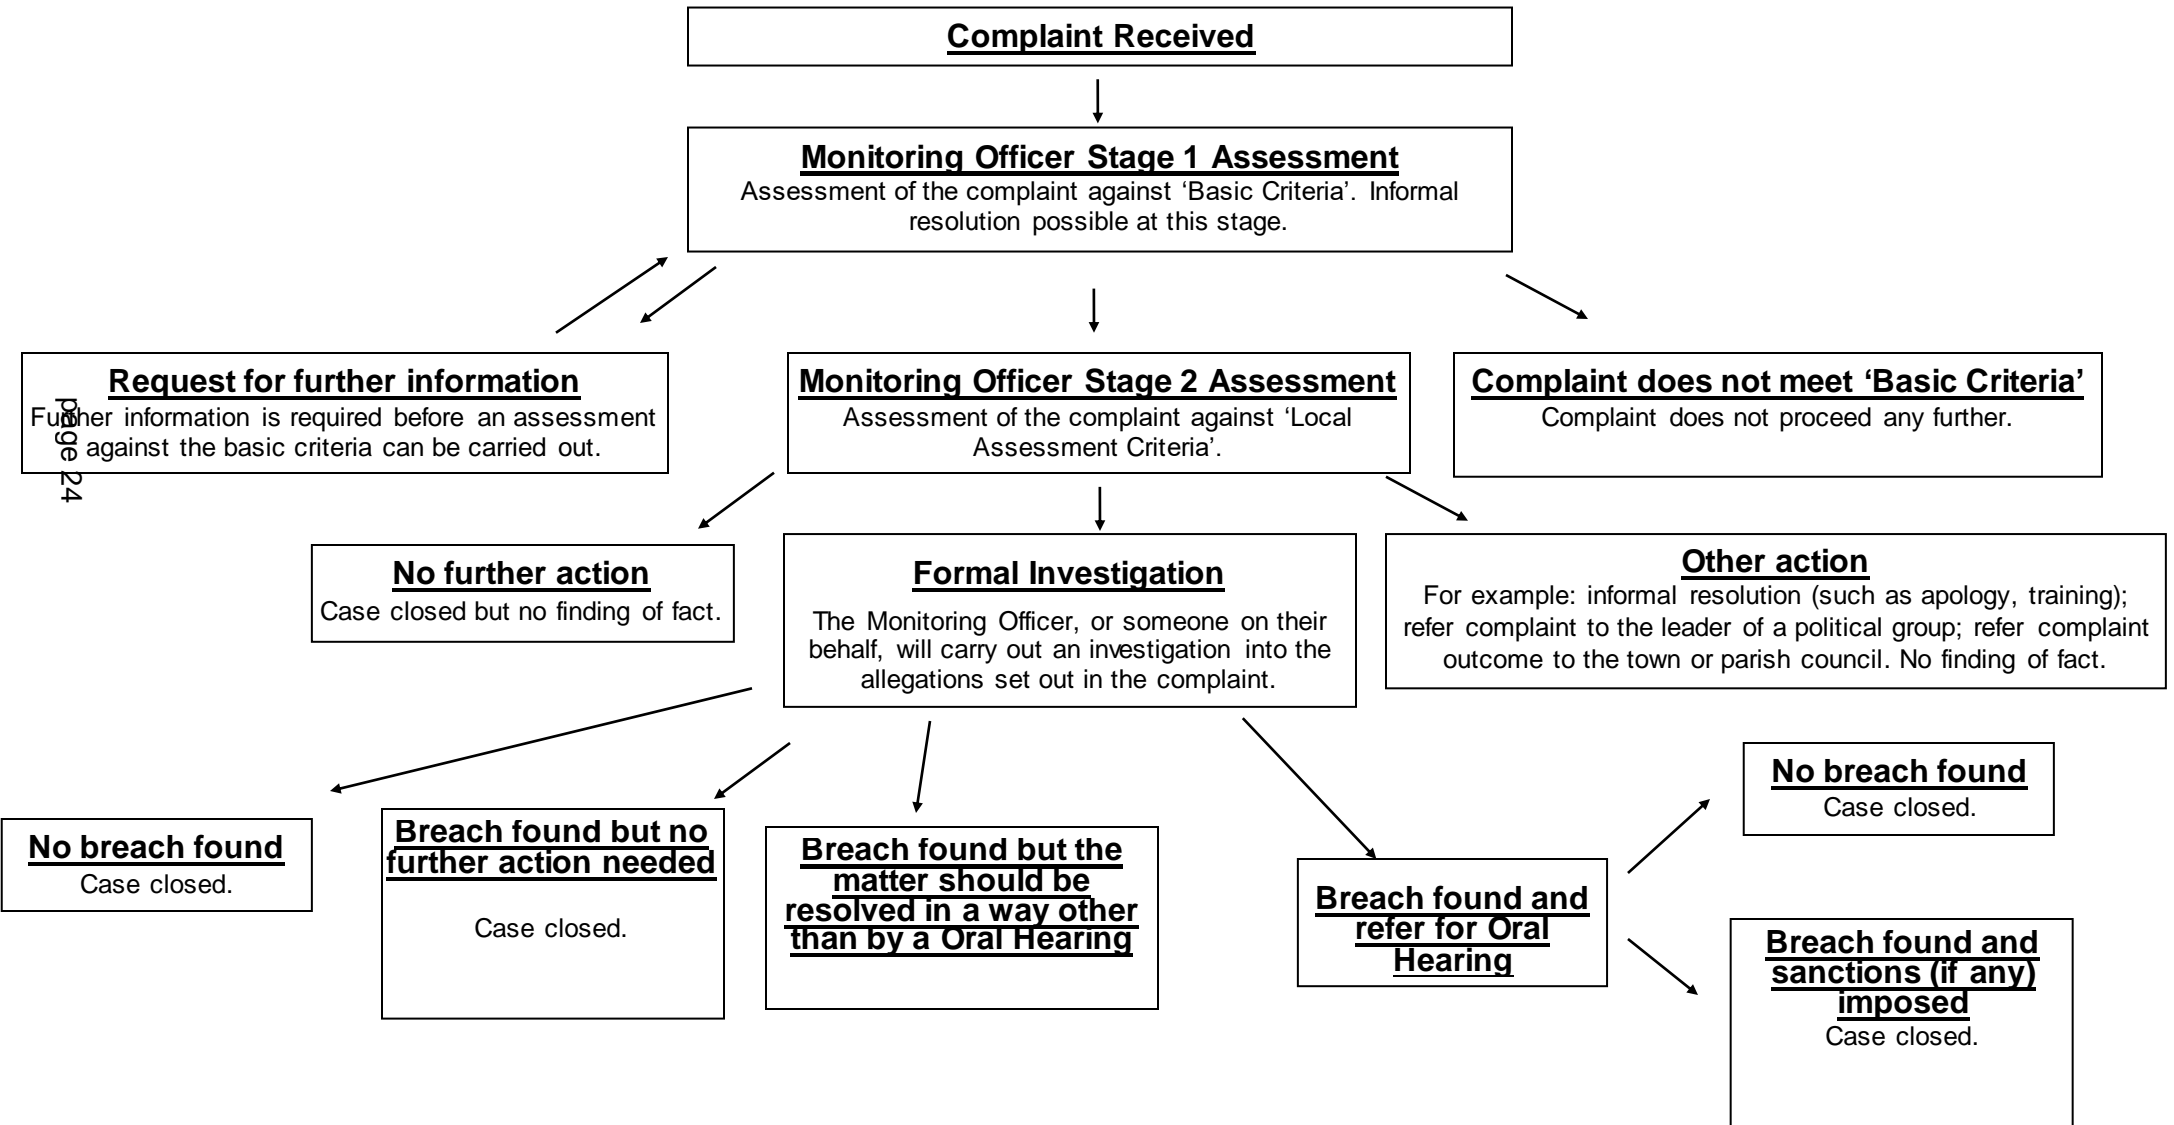 Complaint Received
Monitoring Officer Stage 1 Assessment
Assessment of the complaint against ‘Basic Criteria’. Informal
resolution possible at this stage.
Request for further information
Further information is required before an assessment
against the basic criteria can be carried out.
page 24
Monitoring Officer Stage 2 Assessment
Assessment of the complaint against ‘Local
Assessment Criteria’.
Complaint does not meet ‘Basic Criteria’
Complaint does not proceed any further.
No further action
Case closed but no finding of fact.
Formal Investigation
The Monitoring Officer, or someone on their
behalf, will carry out an investigation into the
allegations set out in the complaint.
Other action
For example: informal resolution (such as apology, training);
refer complaint to the leader of a political group; refer complaint
outcome to the town or parish council. No finding of fact.
No breach found
Case closed.
Breach found but no
further action needed
Case closed.
Breach found but the
matter should be
resolved in a way other
than by a Oral Hearing
Breach found and
refer for Oral
Hearing
No breach found
Case closed.
Breach found and
sanctions (if any)
imposed
Case closed.